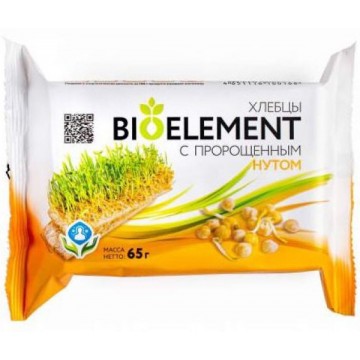 ХЛЕБЦЫ
BIOELEMENT
С ПРОРОЩЕННЫМ
НУТОМ
МАССА
НЕТТО: 65 г